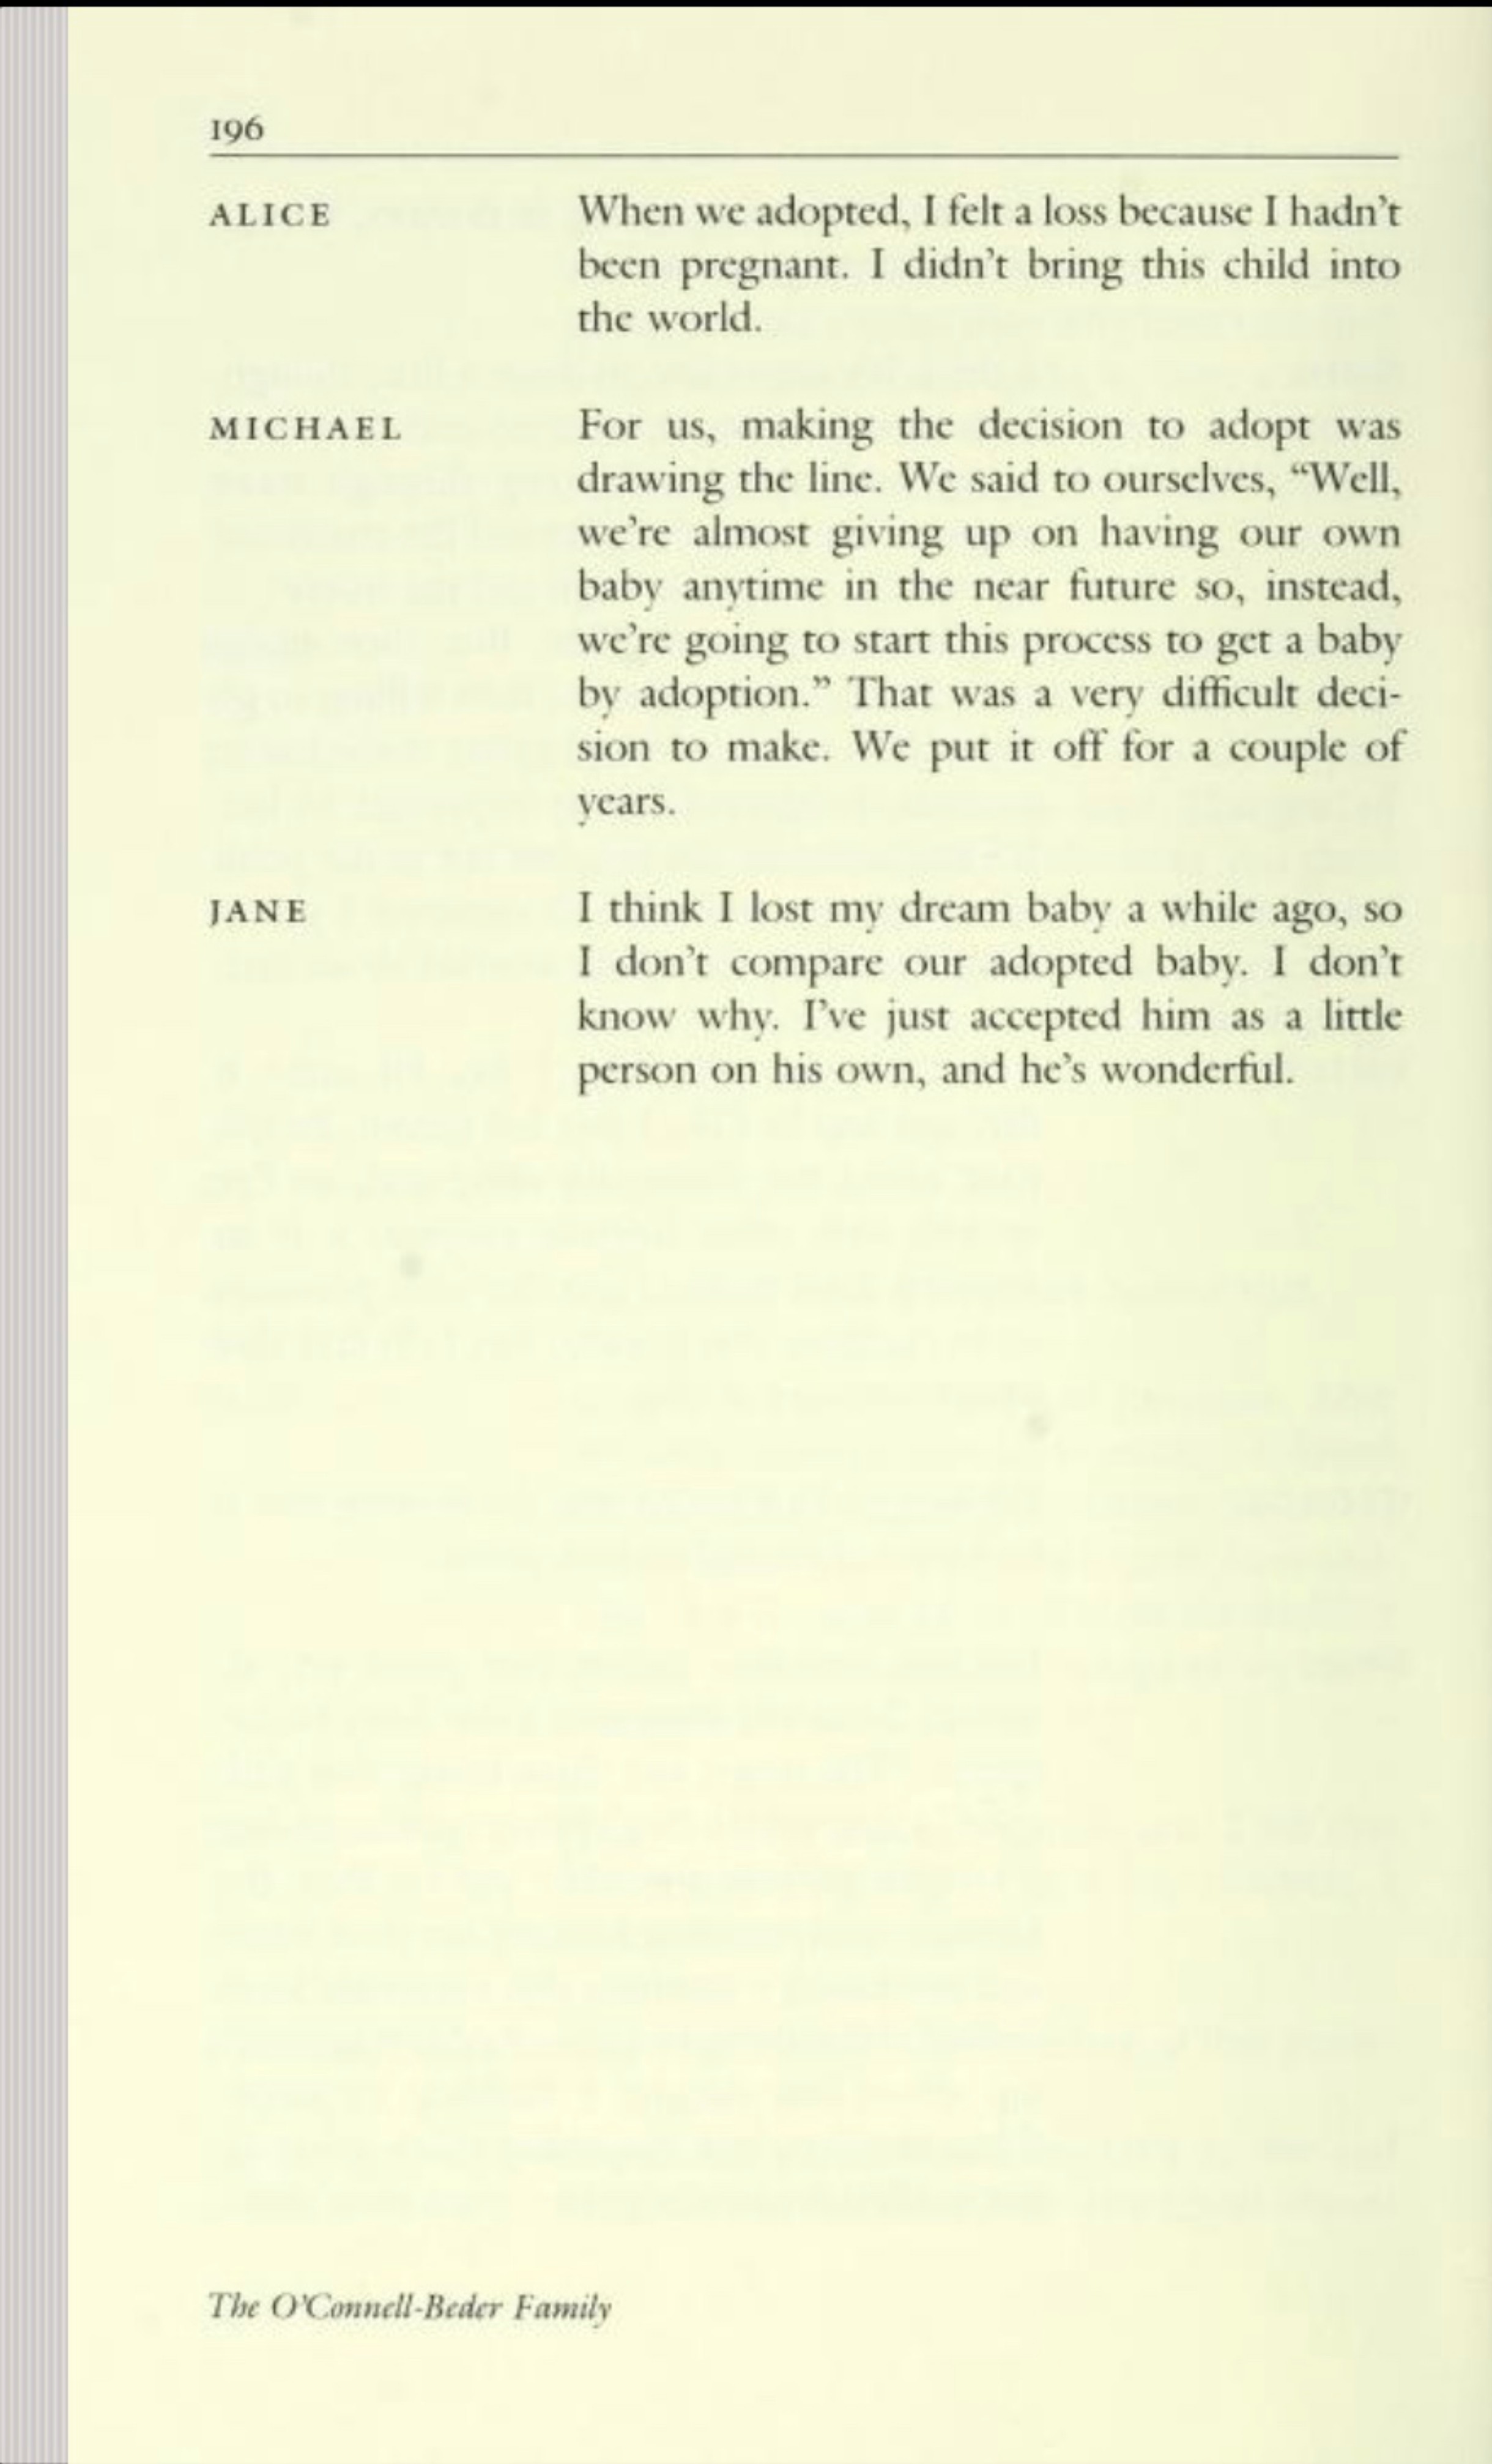 196
ALICE When we adopted, I felt a loss because I hadn't
been pregnant. I didn't bring this child into
the world.
MICHAEL For us, making the decision to adopt was
drawing the line. We said to ourselves, “Well,
we're almost giving up on having our own
baby anytime in the near future so, instead,
we're going to start this process to get a baby
by adoption.” That was a very difficult deci-
sion to make. We put it off for a couple of
years.
JANE I think I lost my dream baby a while ago, so
I don't compare our adopted baby. I don't
know why. I've just accepted him as a little
person on his own, and he's wonderful.
The O'Connell-Beder Family